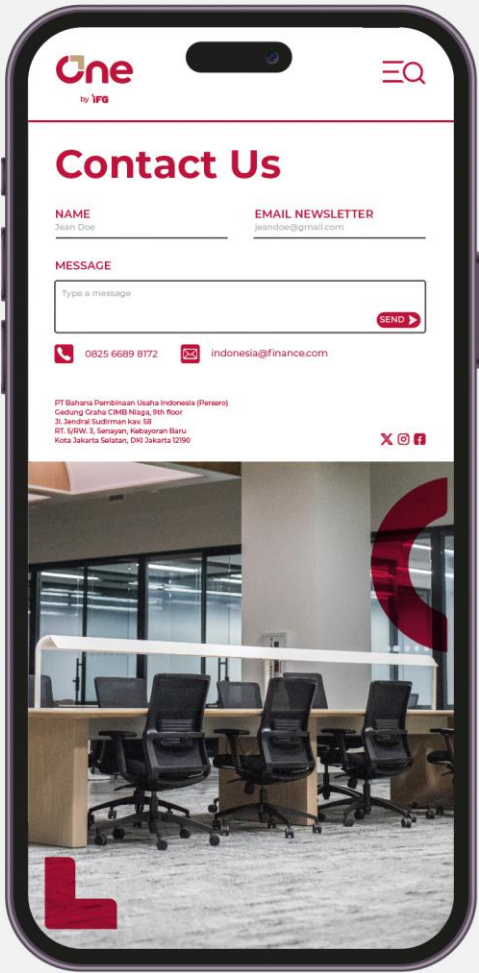 One
by IFG
Contact Us
NAME
Jean Doe
EMAIL NEWSLETTER
jeandoe@gmail.com
MESSAGE
Type a message
SEND
0825 6689 8172
indonesia@finance.com
PT Bahana Pembinaan Usaha Indonesia (Persero)
Gedung Graha CIMB Niaga, 9th floor
Jl. Jendral Sudirman kav. 58
RT. 5/RW. 3, Senayan, Kebayoran Baru
Kota Jakarta Selatan, DKI Jakarta 12190